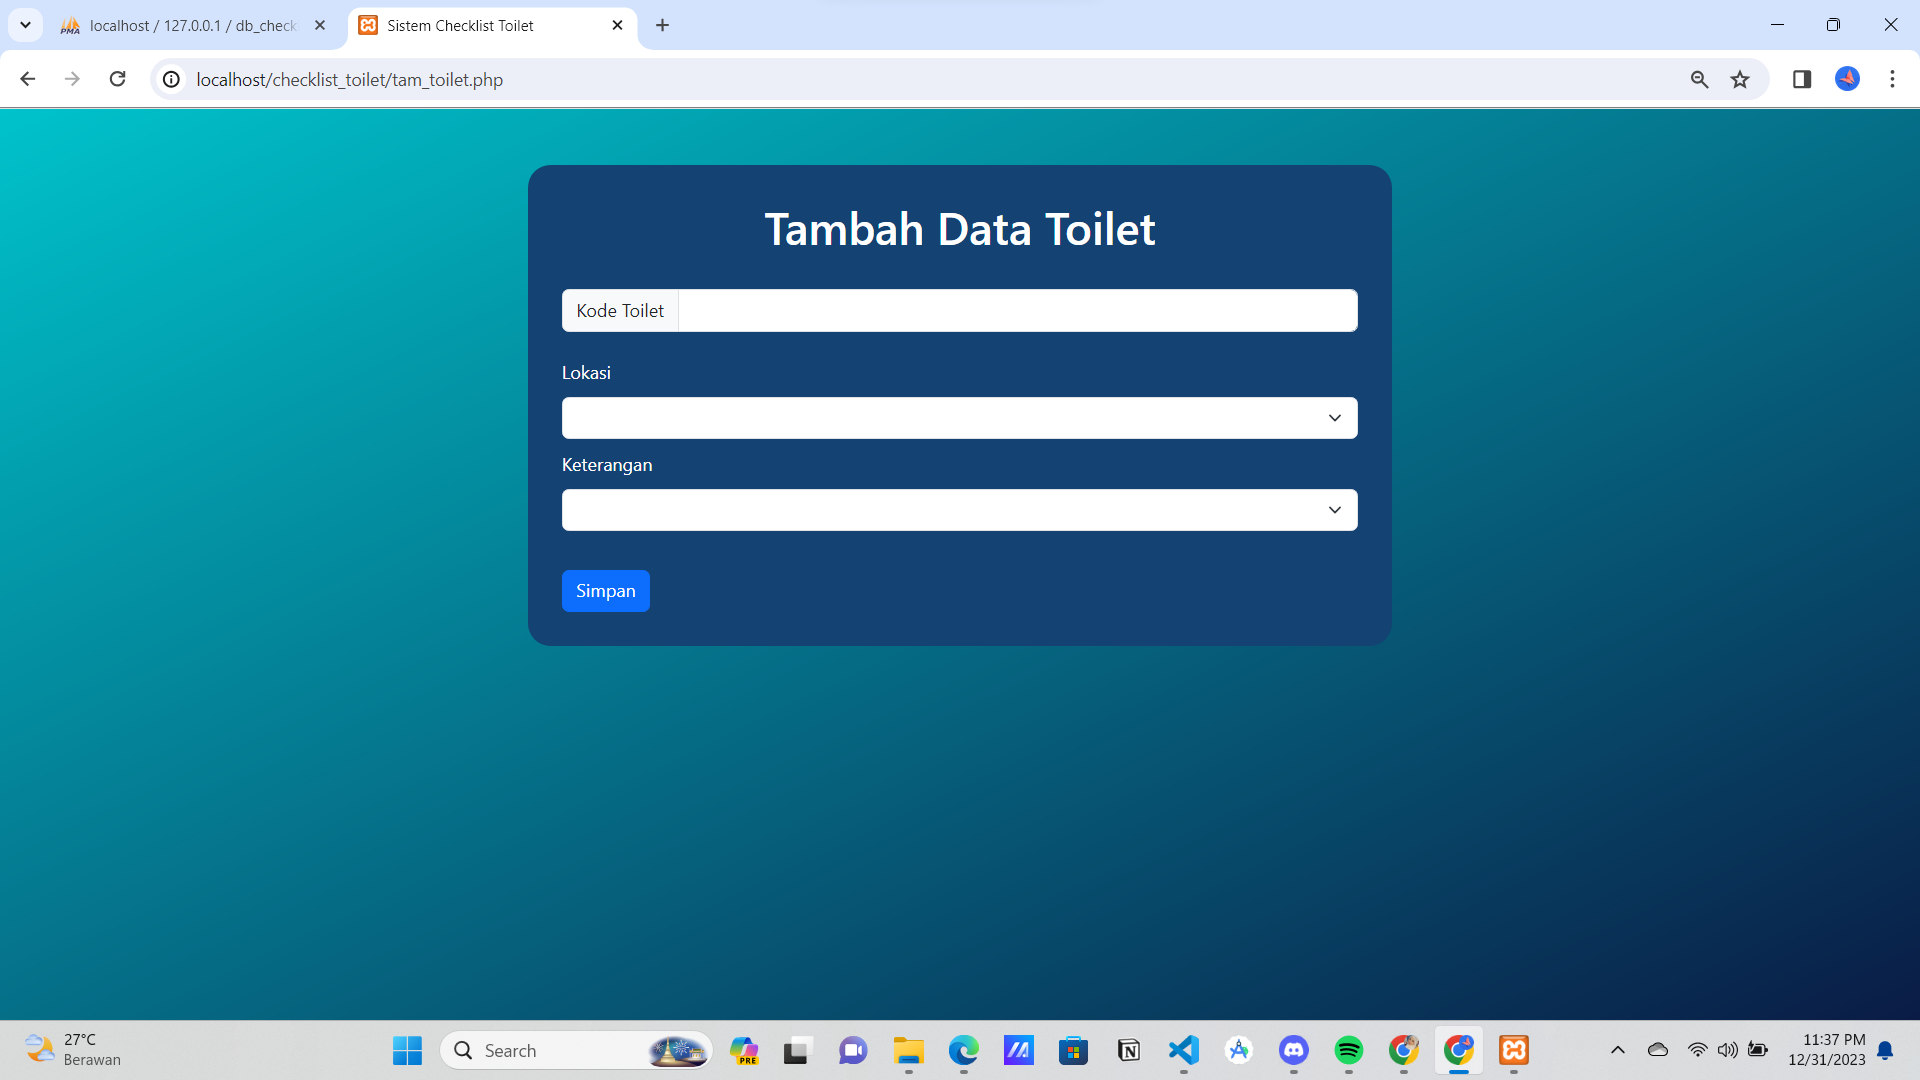 localhost / 127.0.0.1 / db_check
Sistem Checklist Toilet
localhost/checklist_toilet/tam_toilet.php
Tambah Data Toilet
Kode Toilet
Lokasi
Keterangan
Simpan
27°C
Berawan
Search
PRE
11:37 PM
12/31/2023